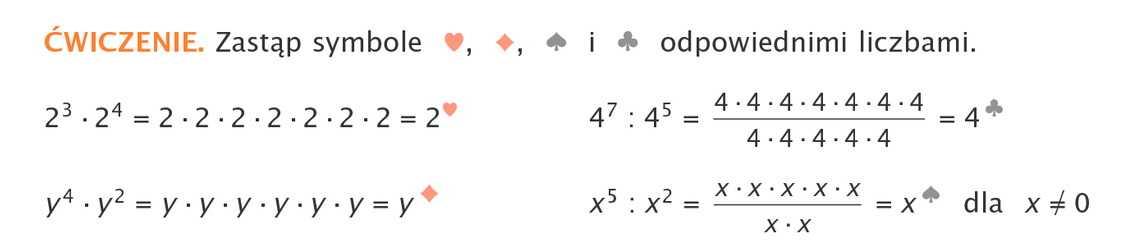 ĆWICZENIE. Zastąp symbole ♥, ♦, ♠ i ♣ odpowiednimi liczbami.
2³ · 2⁴ = 2 · 2 · 2 · 2 · 2 · 2 · 2 = 2^♥
4⁷ : 4⁵ = (4 · 4 · 4 · 4 · 4 · 4 · 4)/(4 · 4 · 4 · 4 · 4) = 4^♣
y⁴ · y² = y · y · y · y · y · y = y^♦
x⁵ : x² = (x · x · x · x · x)/(x · x) = x^♠ dla x ≠ 0